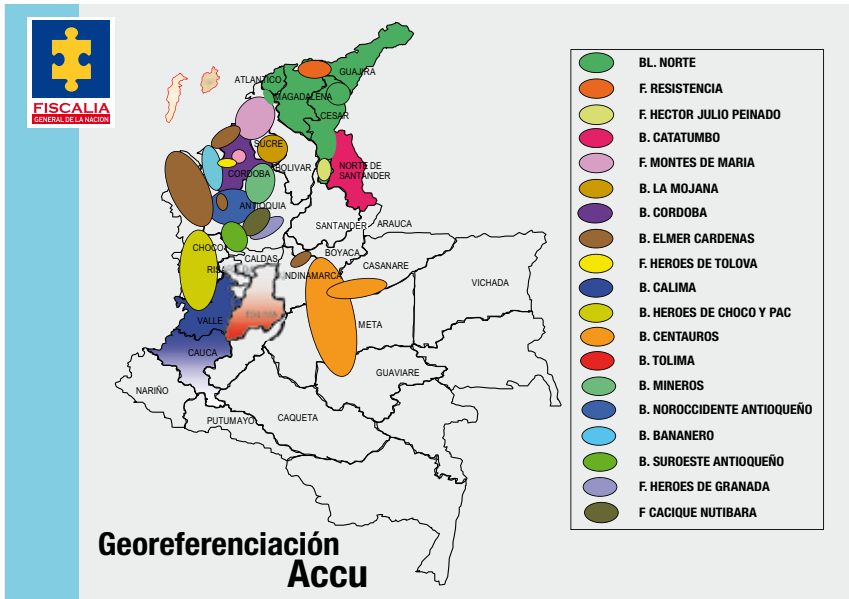 FISCALIA
GENERAL DE LA NACION
ATLANTICO
GUAJIRA
MAGADALENA
CESAR
SUCRE
BOLIVAR
NORTE DE
SANTANDER
CORDOBA
ANTIOQUIA
SANTANDER
ARAUCA
CHOCO
CALDAS
BOYACA
CASANARE
RIS
NDINAMARCA
VICHADA
TOLIMA
VALLE
META
CAUCA
GUAVIARE
NARIÑO
PUTUMAYO
CAQUETA
BL. NORTE
F. RESISTENCIA
F. HECTOR JULIO PEINADO
B. CATATUMBO
F. MONTES DE MARIA
B. LA MOJANA
B. CORDOBA
B. ELMER CARDENAS
F. HEROES DE TOLOVA
B. CALIMA
B. HEROES DE CHOCO Y PAC
B. CENTAUROS
B. TOLIMA
B. MINEROS
B. NOROCCIDENTE ANTIOQUEÑO
B. BANANERO
B. SUROESTE ANTIOQUEÑO
F. HEROES DE GRANADA
F CACIQUE NUTIBARA
Georeferenciación
Accu